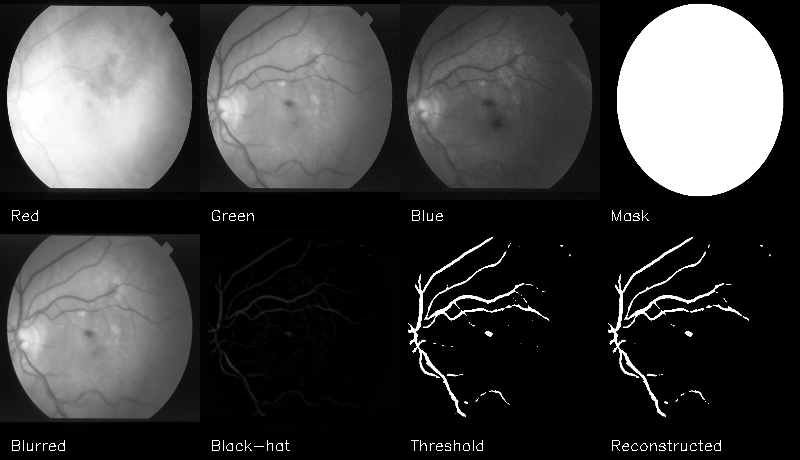 Red
Green
Blue
Mask
Blurred
Black-hat
Threshold
Reconstructed